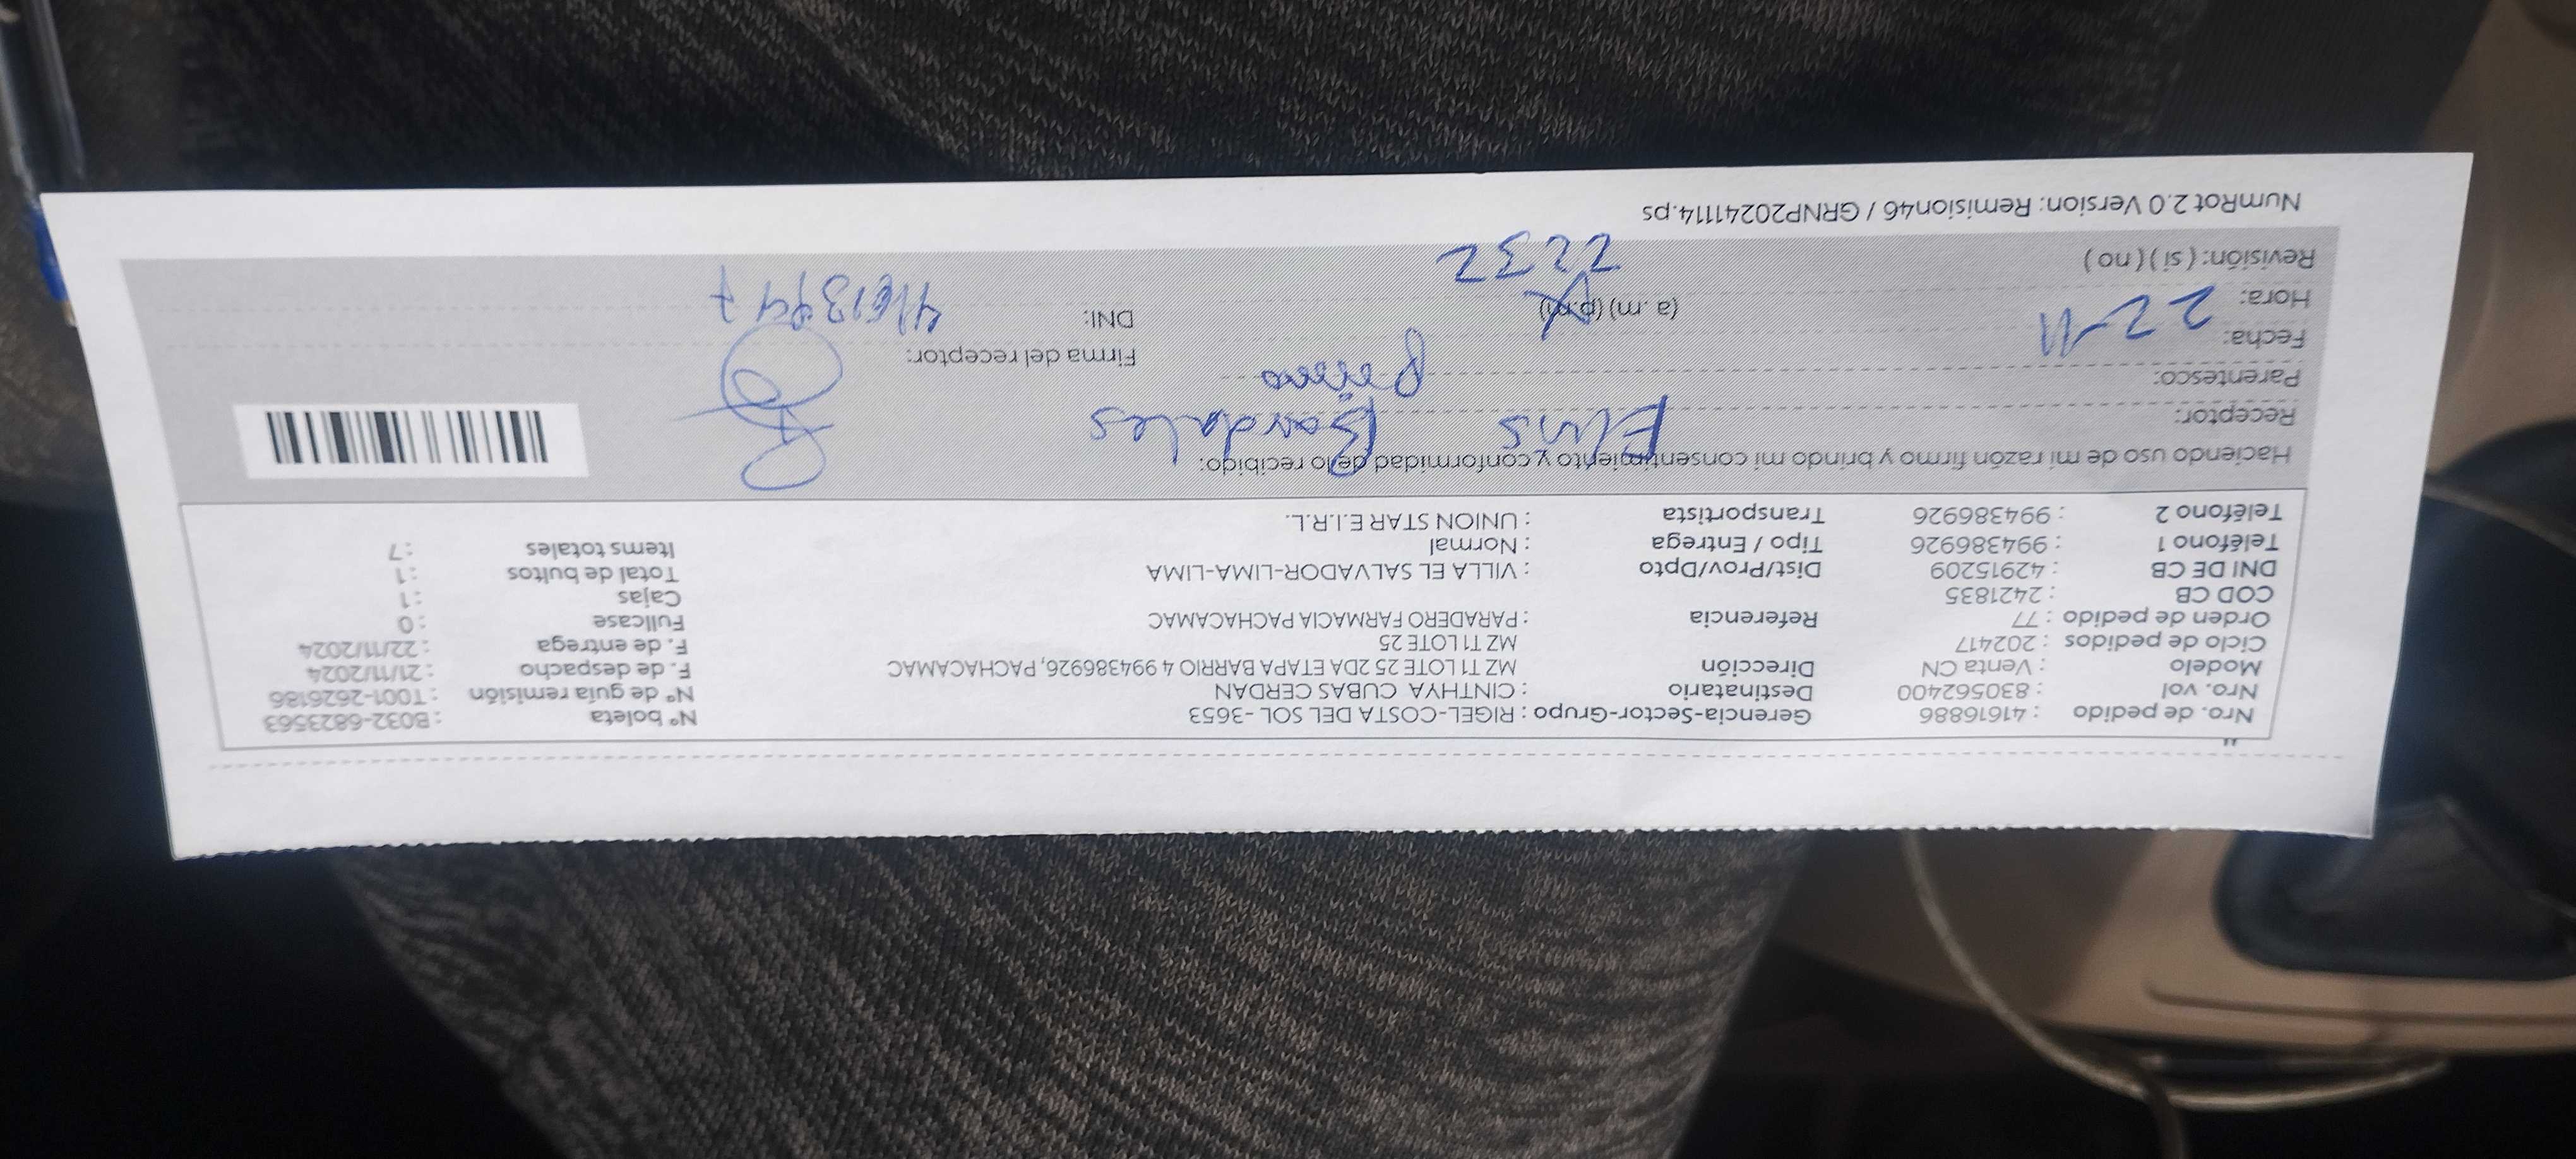 Nro. de pedido : 41616886 Gerencia-Sector-Grupo : RIGEL-COSTA DEL SOL -3653 N° boleta : B032-6823563
Nro. vol : 830562400 Destinatario : CINTHYA CUBAS CERDAN N° de guía remisión : T001-2626186
Modelo : Venta CN Dirección MZ T1 LOTE 25 2DA ETAPA BARRIO 4 994386926, PACHACAMAC F. de despacho : 21/11/2024
Ciclo de pedidos : 202417 MZ T1 LOTE 25 F. de entrega : 22/11/2024
Orden de pedido : 77 Referencia : PARADERO FARMACIA PACHACAMAC Fullcase : 0
COD CB : 2421835 Cajas : 1
DNI DE CB : 42915209 Dist/Prov/Dpto : VILLA EL SALVADOR-LIMA-LIMA Total de bultos : 1
Teléfono 1 : 994386926 Tipo / Entrega : Normal Items totales : 7
Teléfono 2 : 994386926 Transportista : UNION STAR E.I.R.L.
Haciendo uso de mi razón firmo y brindo mi consentimiento y conformidad de lo recibido:
Receptor: Bardales
Parentesco: primo
Fecha: 22-11 Firma del receptor:
Hora: (a. m) (p.m) DNI:
2232
Revisión: ( si ) ( no )
NumRot 2.0 Version: Remision46 / GRNP202411114.ps